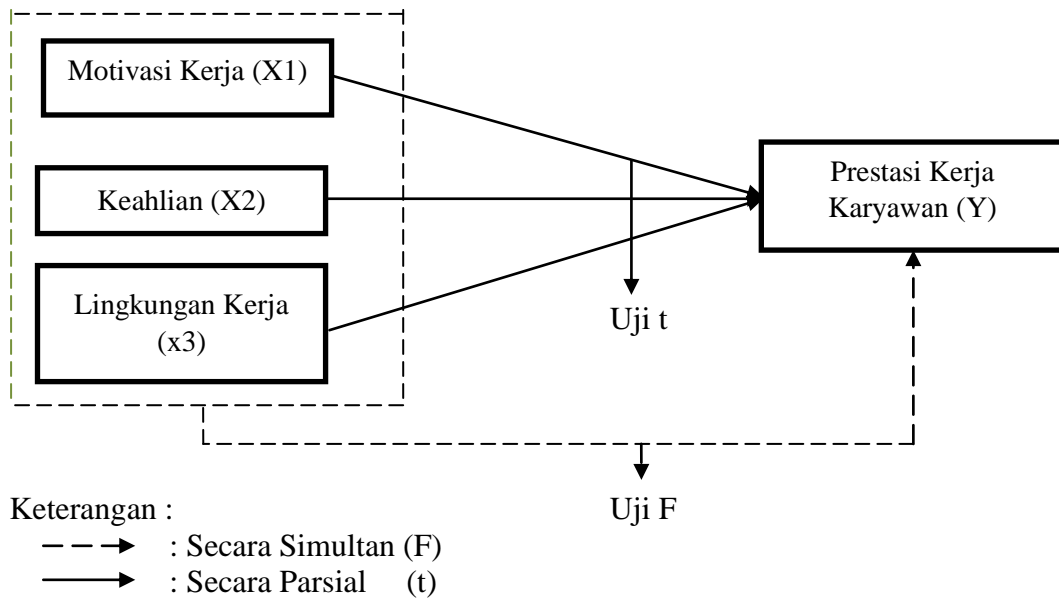 Motivasi Kerja (X1)
Keahlian (X2)
Lingkungan Kerja
(x3)
Prestasi Kerja
Karyawan (Y)
Uji t
Uji F
Keterangan :
: Secara Simultan (F)
: Secara Parsial (t)